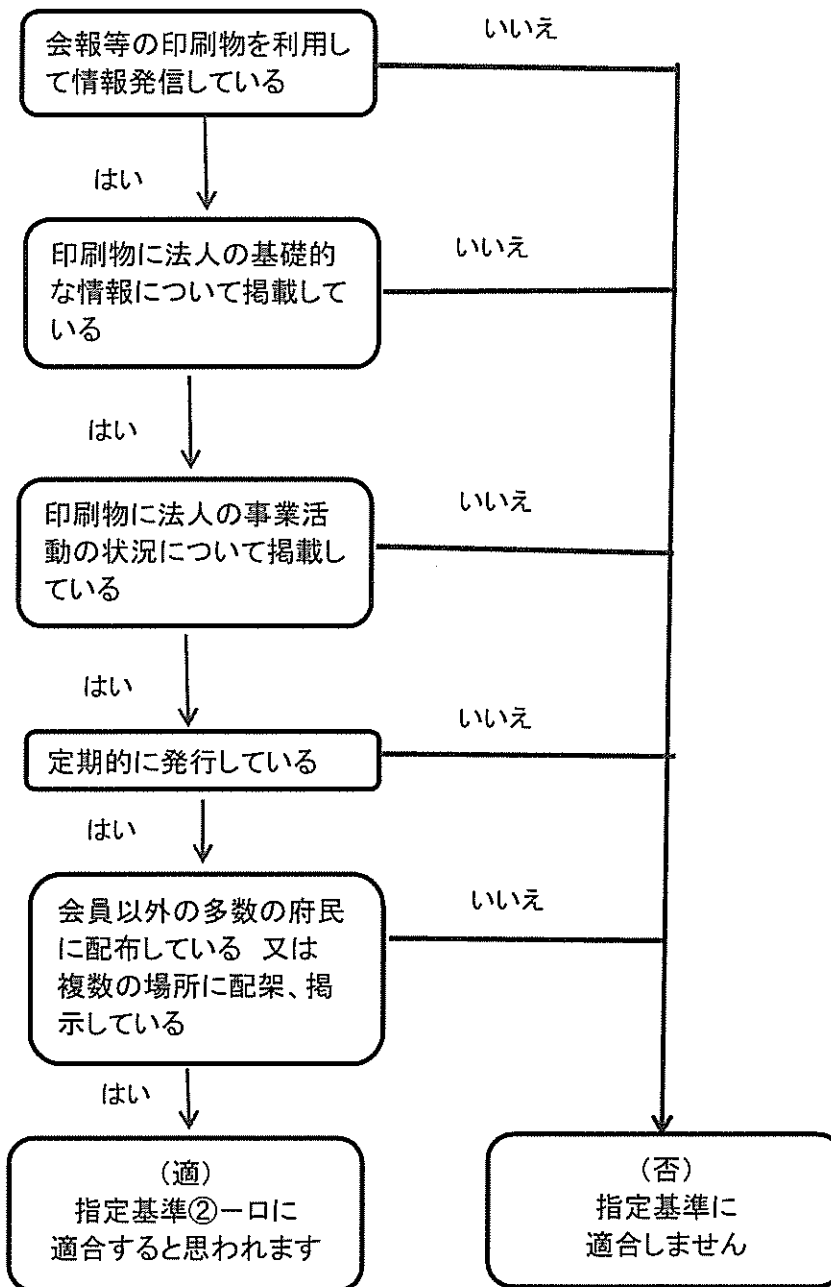 会報等の印刷物を利用し
て情報発信している
いいえ
はい
印刷物に法人の基礎的
な情報について掲載して
いる
いいえ
はい
印刷物に法人の事業活
動の状況について掲載し
ている
いいえ
はい
定期的に発行している
いいえ
はい
会員以外の多数の府民
に配布している 又は
複数の場所に配架、掲
示している
いいえ
はい
（適）
指定基準②－ロに
適合すると思われます
（否）
指定基準に
適合しません